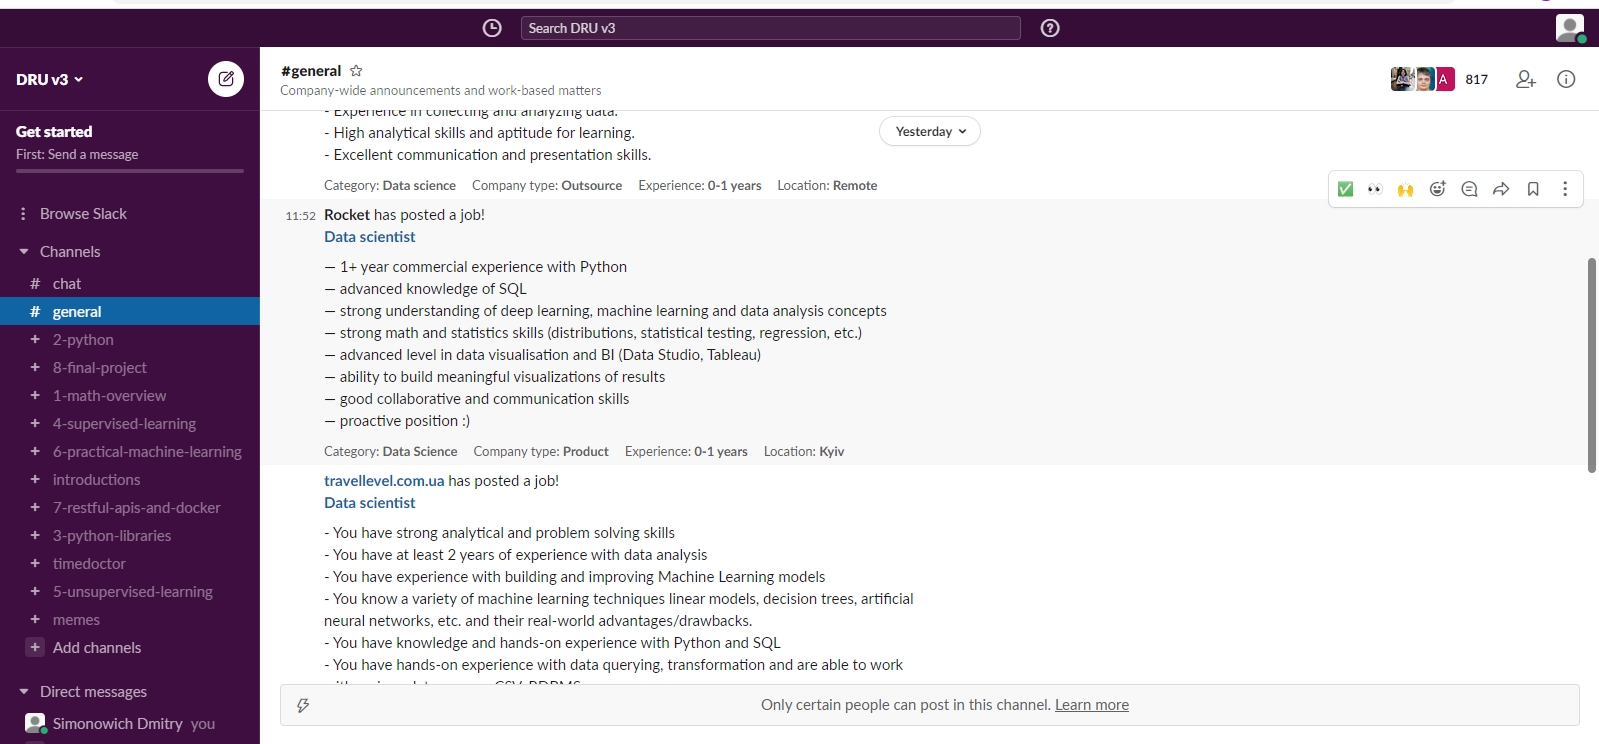 Search DRU v3
DRU v3
Get started
First: Send a message
Browse Slack
Channels
# chat
# general
+ 2-python
+ 8-final-project
+ 1-math-overview
+ 4-supervised-learning
+ 6-practical-machine-learning
+ introductions
+ 7-restful-apis-and-docker
+ 3-python-libraries
+ timedoctor
+ 5-unsupervised-learning
+ memes
+ Add channels
Direct messages
Simonowich Dmitry you
#general
Company-wide announcements and work-based matters
A 817
Yesterday
- Experience in collecting and analyzing data.
- High analytical skills and aptitude for learning.
- Excellent communication and presentation skills.
Category: Data science Company type: Outsource Experience: 0-1 years Location: Remote
11:52 Rocket has posted a job!
Data scientist
— 1+ year commercial experience with Python
— advanced knowledge of SQL
— strong understanding of deep learning, machine learning and data analysis concepts
— strong math and statistics skills (distributions, statistical testing, regression, etc.)
— advanced level in data visualisation and BI (Data Studio, Tableau)
— ability to build meaningful visualizations of results
— good collaborative and communication skills
— proactive position :)
Category: Data Science Company type: Product Experience: 0-1 years Location: Kyiv
travellevel.com.ua has posted a job!
Data scientist
- You have strong analytical and problem solving skills
- You have at least 2 years of experience with data analysis
- You have experience with building and improving Machine Learning models
- You know a variety of machine learning techniques linear models, decision trees, artificial
neural networks, etc. and their real-world advantages/drawbacks.
- You have knowledge and hands-on experience with Python and SQL
- You have hands-on experience with data querying, transformation and are able to work
Only certain people can post in this channel. Learn more